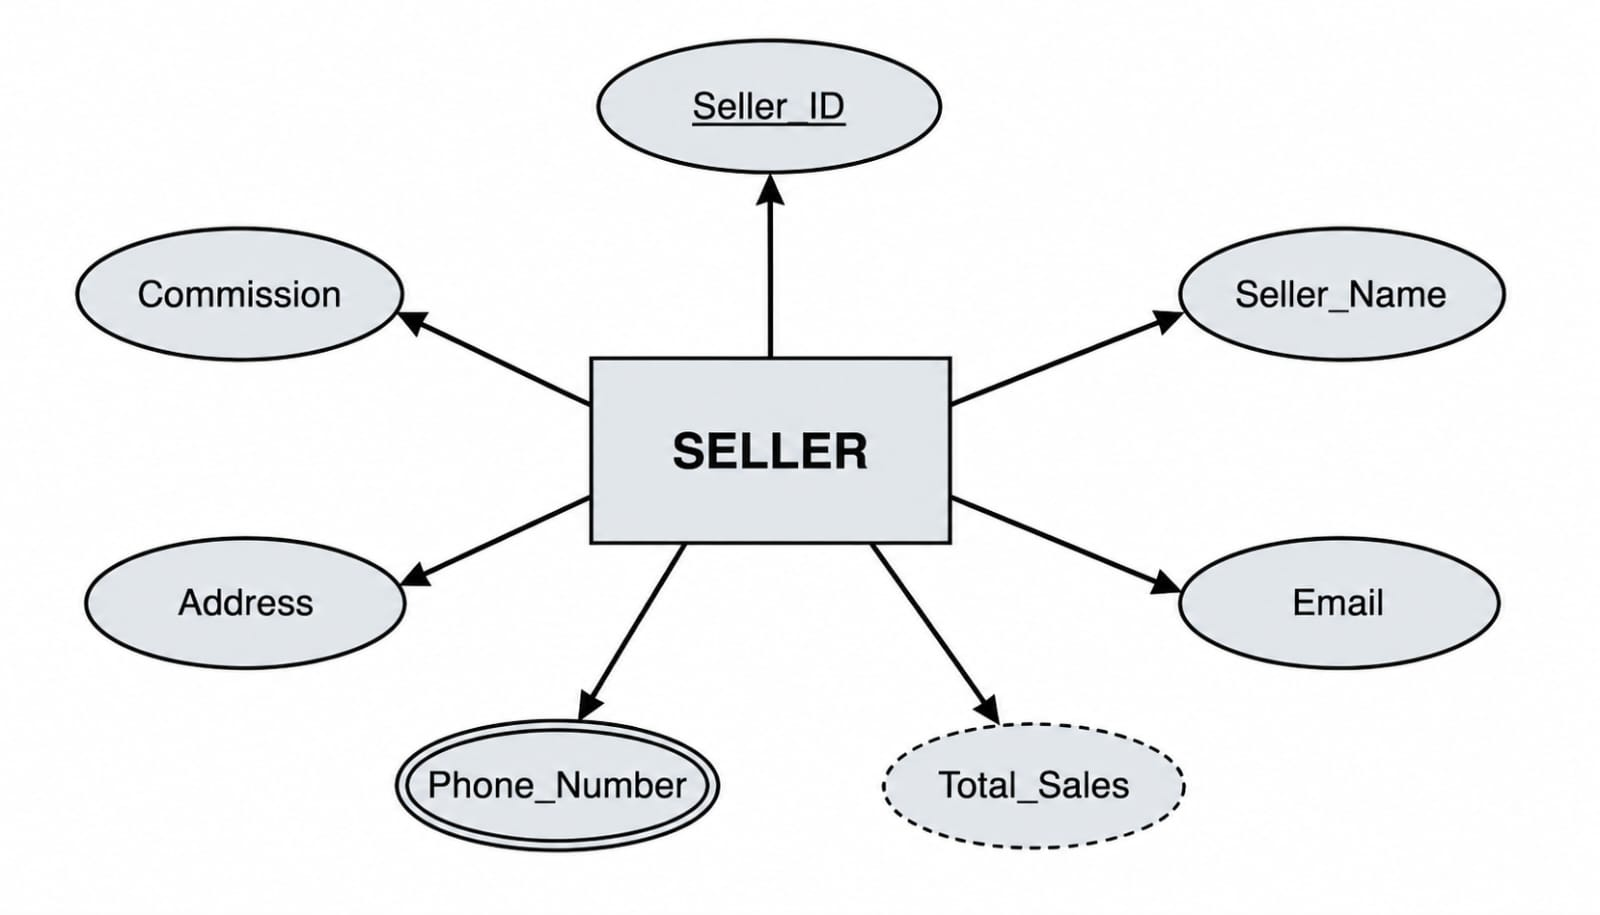 Seller_ID
Commission
Seller_Name
SELLER
Address
Email
Phone_Number
Total_Sales